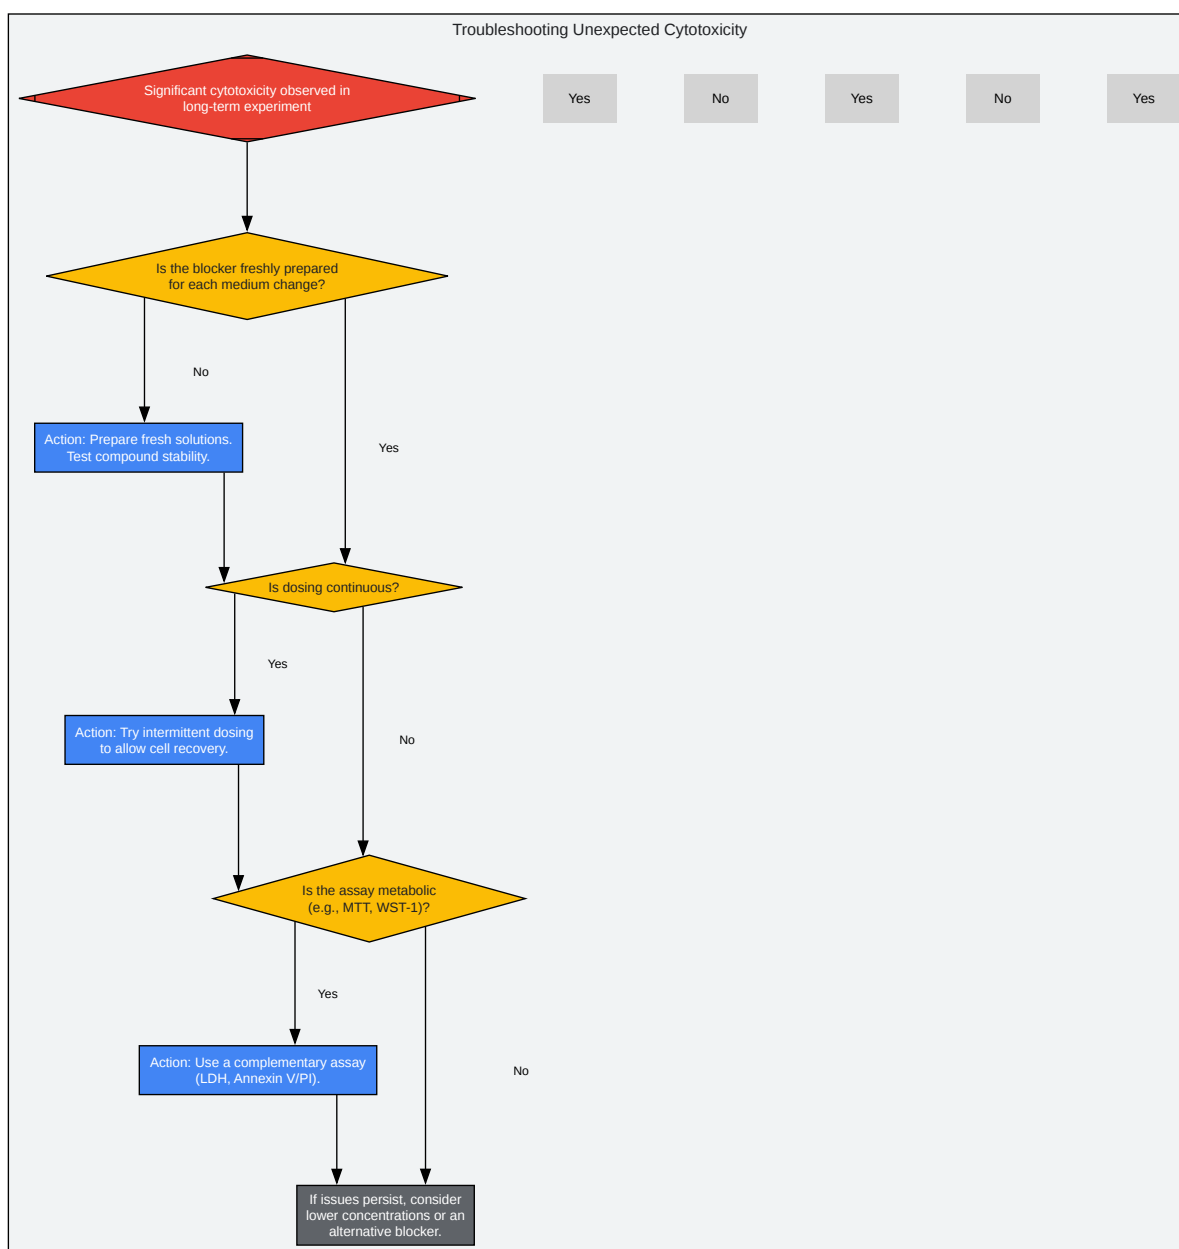 Troubleshooting Unexpected Cytotoxicity
Significant cytotoxicity observed in
long-term experiment
Yes
No
Yes
No
Yes
Is the blocker freshly prepared
for each medium change?
No
Action: Prepare fresh solutions.
Test compound stability.
Yes
Is dosing continuous?
Yes
Action: Try intermittent dosing
to allow cell recovery.
No
Is the assay metabolic
(e.g., MTT, WST-1)?
Yes
Action: Use a complementary assay
(LDH, Annexin V/PI).
No
If issues persist, consider
lower concentrations or an
alternative blocker.